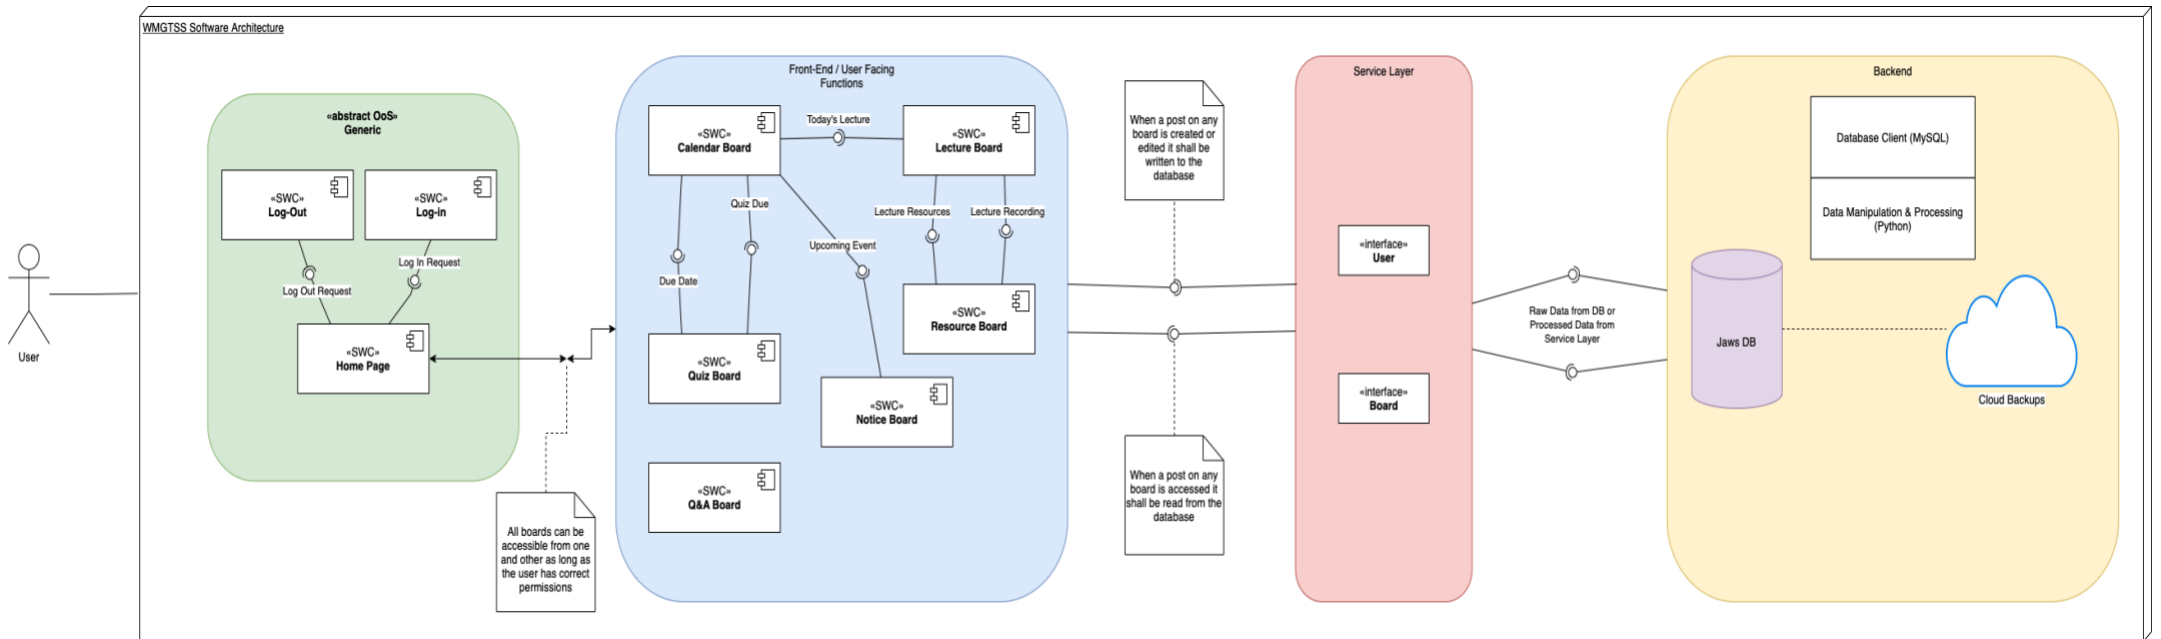 WMGTSS Software Architecture
«abstract OoS»
Generic
«SWC»
Log-Out
«SWC»
Log-in
Log Out Request
Log In Request
«SWC»
Home Page
User
All boards can be
accessible from one
and other as long as
the user has correct
permissions
Front-End / User Facing
Functions
«SWC»
Calendar Board
Today's Lecture
«SWC»
Lecture Board
Quiz Due
Lecture Resources
Lecture Recording
Upcoming Event
Due Date
«SWC»
Resource Board
«SWC»
Quiz Board
«SWC»
Notice Board
«SWC»
Q&A Board
When a post on any
board is created or
edited it shall be
written to the
database
When a post on any
board is accessed it
shall be read from the
database
Service Layer
«interface»
User
«interface»
Board
Raw Data from DB or
Processed Data from
Service Layer
Backend
Database Client (MySQL)
Data Manipulation & Processing
(Python)
Jaws DB
Cloud Backups